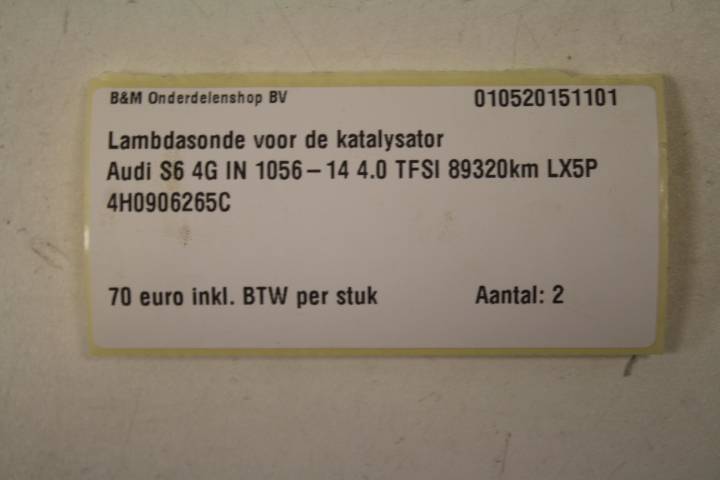 B&M Onderdelenshop BV 010520151101
Lambdasonde voor de katalysator
Audi S6 4G IN 1056-14 4.0 TFSI 89320km LX5P
4H0906265C
70 euro inkl. BTW per stuk Aantal: 2